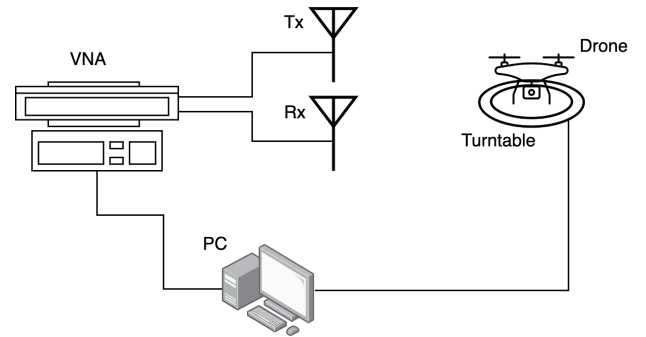 Tx
VNA
Drone
Rx
Turntable
PC